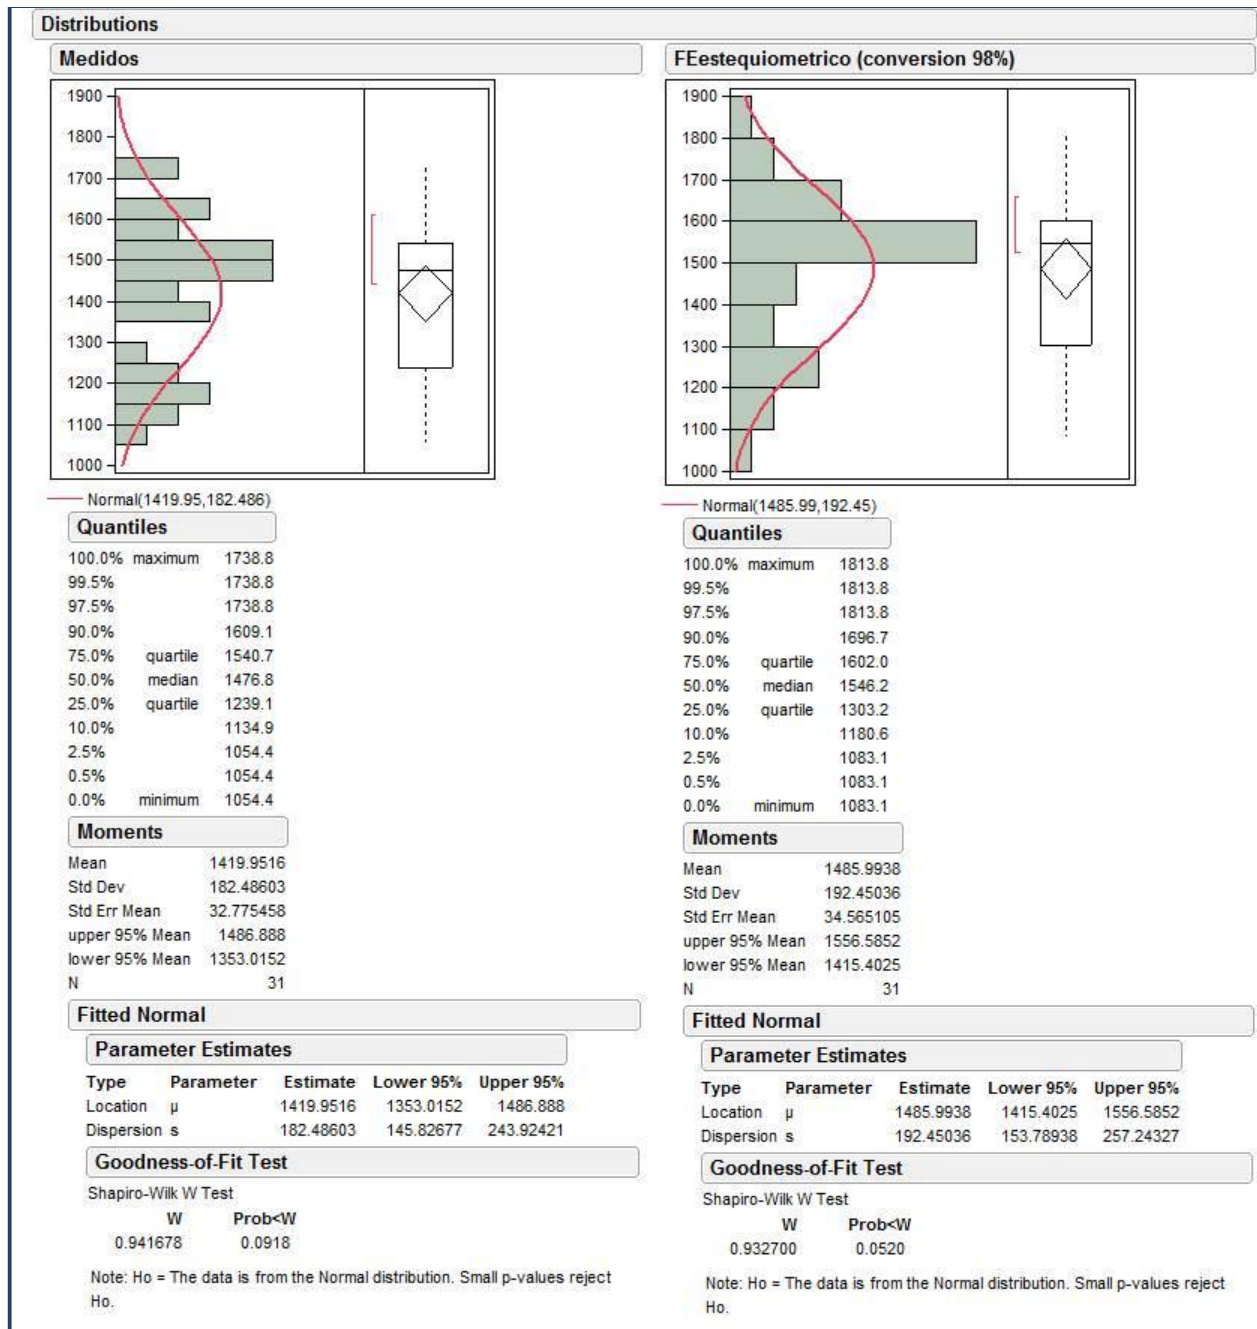 Distributions
Medidos
1900
1800
1700
1600
1500
1400
1300
1200
1100
1000
Normal(1419.95,182.486)
Quantiles
100.0% maximum 1738.8
99.5% 1738.8
97.5% 1738.8
90.0% 1609.1
75.0% quartile 1540.7
50.0% median 1476.8
25.0% quartile 1239.1
10.0% 1134.9
2.5% 1054.4
0.5% 1054.4
0.0% minimum 1054.4
Moments
Mean 1419.9516
Std Dev 182.48603
Std Err Mean 32.775458
upper 95% Mean 1486.888
lower 95% Mean 1353.0152
N 31
Fitted Normal
Parameter Estimates
Type Parameter Estimate Lower 95% Upper 95%
Location μ 1419.9516 1353.0152 1486.888
Dispersion s 182.48603 145.82677 243.92421
Goodness-of-Fit Test
Shapiro-Wilk W Test
W Prob<W
0.941678 0.0918
Note: Ho = The data is from the Normal distribution. Small p-values reject
Ho.
FEestequiometrico (conversion 98%)
1900
1800
1700
1600
1500
1400
1300
1200
1100
1000
Normal(1485.99,192.45)
Quantiles
100.0% maximum 1813.8
99.5% 1813.8
97.5% 1813.8
90.0% 1696.7
75.0% quartile 1602.0
50.0% median 1546.2
25.0% quartile 1303.2
10.0% 1180.6
2.5% 1083.1
0.5% 1083.1
0.0% minimum 1083.1
Moments
Mean 1485.9938
Std Dev 192.45036
Std Err Mean 34.565105
upper 95% Mean 1556.5852
lower 95% Mean 1415.4025
N 31
Fitted Normal
Parameter Estimates
Type Parameter Estimate Lower 95% Upper 95%
Location μ 1485.9938 1415.4025 1556.5852
Dispersion s 192.45036 153.78938 257.24327
Goodness-of-Fit Test
Shapiro-Wilk W Test
W Prob<W
0.932700 0.0520
Note: Ho = The data is from the Normal distribution. Small p-values reject
Ho.